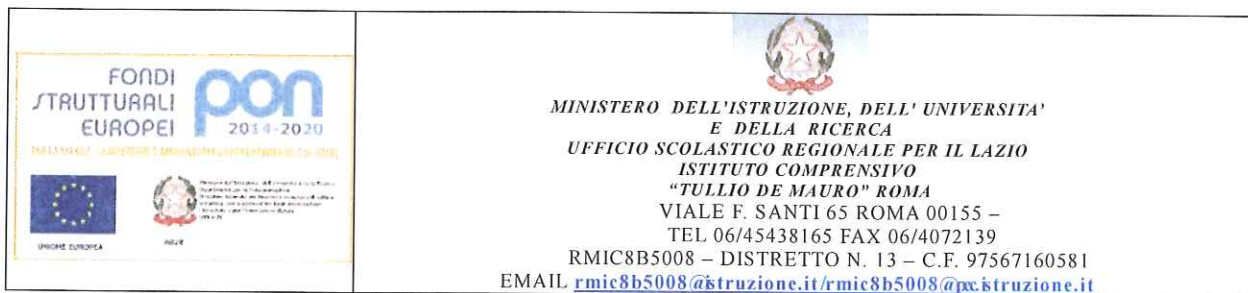 FONDI
STRUTTURALI
EUROPEI
pon
2014-2020
UNIONE EUROPEA
MIUR
MINISTERO DELL'ISTRUZIONE, DELL' UNIVERSITA'
E DELLA RICERCA
UFFICIO SCOLASTICO REGIONALE PER IL LAZIO
ISTITUTO COMPRENSIVO
“TULLIO DE MAURO” ROMA
VIALE F. SANTI 65 ROMA 00155 –
TEL 06/45438165 FAX 06/4072139
RMIC8B5008 – DISTRETTO N. 13 – C.F. 97567160581
EMAIL rmic8b5008@istruzione.it/rmic8b5008@pec.istruzione.it